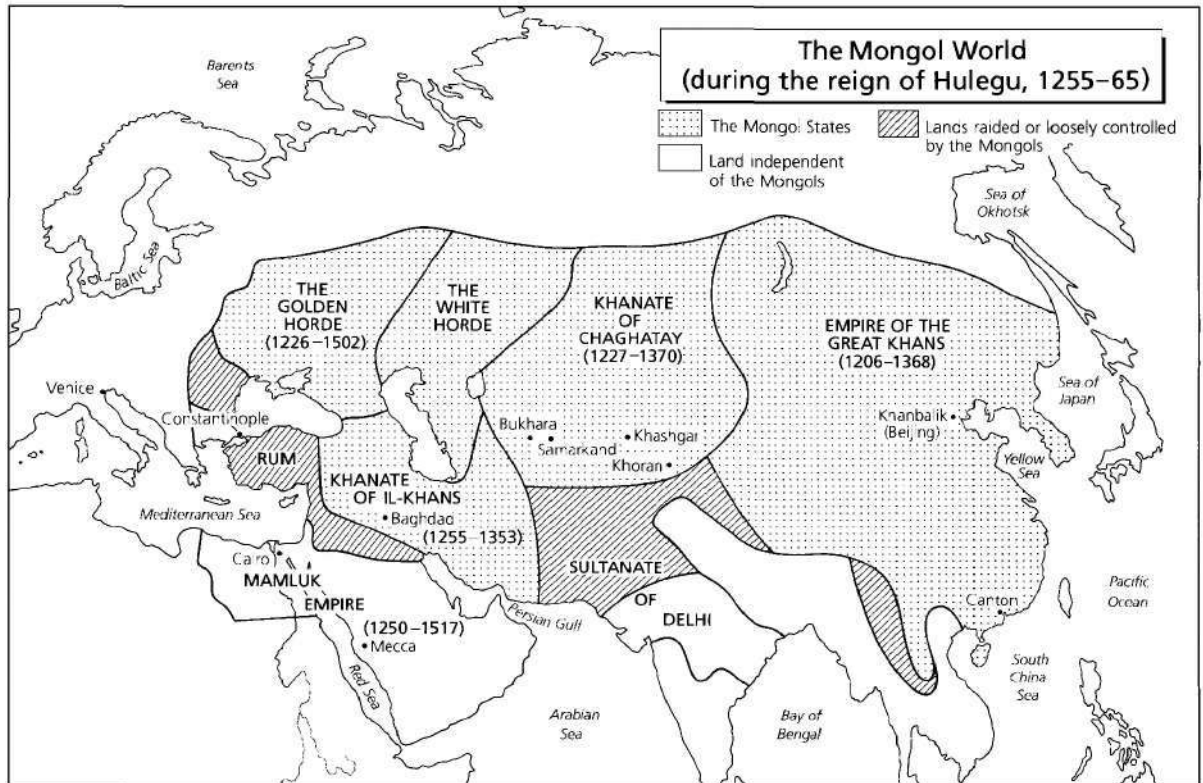 The Mongol World
(during the reign of Hulegu, 1255–65)
The Mongol States
Lands raided or loosely controlled
by the Mongols
Land independent
of the Mongols
Barents
Sea
Sea of
Okhotsk
Baltic Sea
THE
GOLDEN
HORDE
(1226–1502)
THE
WHITE
HORDE
KHANATE
OF
CHAGHATAY
(1227–1370)
EMPIRE OF THE
GREAT KHANS
(1206–1368)
Sea of
Japan
Venice
Constantinople
Bukhara
Samarkand
Khashgar
Khoran
Khanbalik
(Beijing)
Yellow
Sea
RUM
KHANATE
OF IL-KHANS
Baghdad
(1255–1353)
Mediterranean Sea
Cairo
MAMLUK
EMPIRE
(1250–1517)
Mecca
Red Sea
Persian Gulf
SULTANATE
OF
DELHI
Canton
Pacific
Ocean
South
China
Sea
Arabian
Sea
Bay of
Bengal